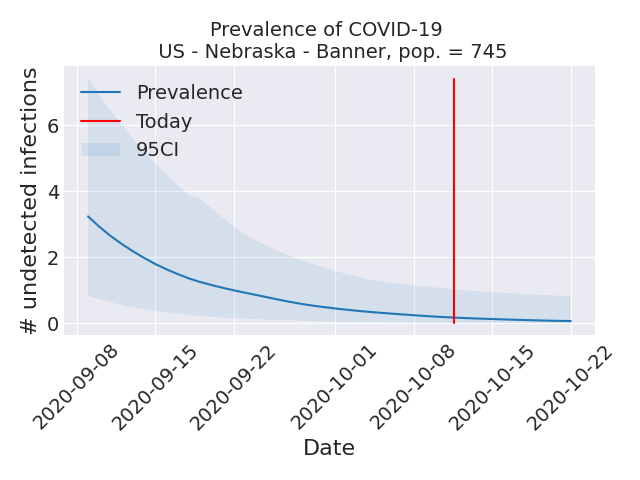 Prevalence of COVID-19
US - Nebraska - Banner, pop. = 745
# undetected infections
6
4
2
0
Prevalence
Today
95CI
2020-09-08
2020-09-15
2020-09-22
2020-10-01
2020-10-08
2020-10-15
2020-10-22
Date